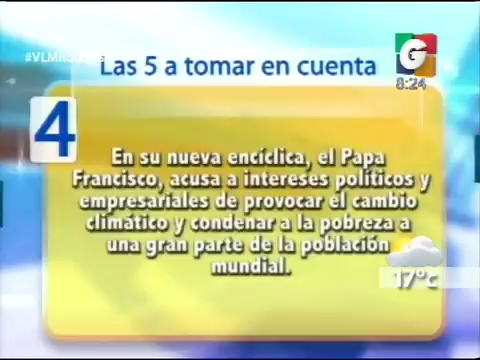 Las 5 a tomar en cuenta
G
8:24
4
En su nueva encíclica, el Papa
Francisco, acusa a intereses políticos y
empresariales de provocar el cambio
climático y condenar a la pobreza a
una gran parte de la población
mundial.
17°C